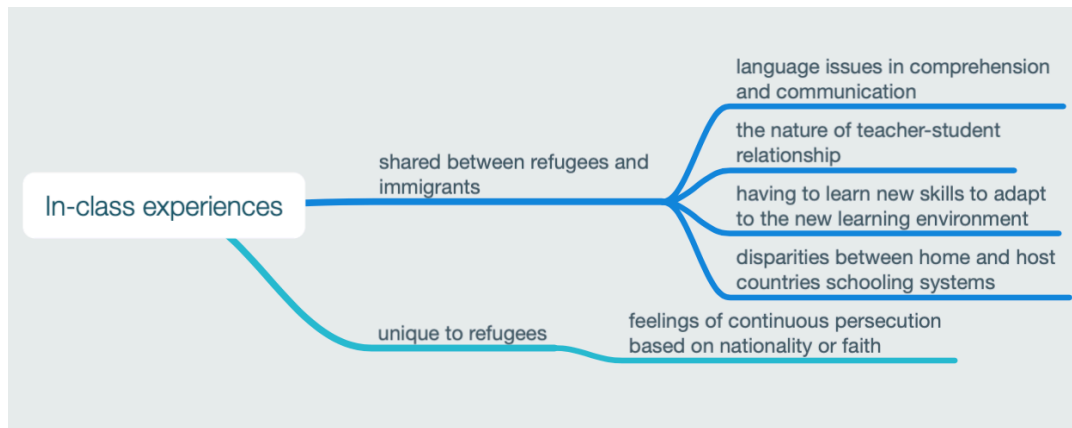 In-class experiences
shared between refugees and
immigrants
language issues in comprehension
and communication
the nature of teacher-student
relationship
having to learn new skills to adapt
to the new learning environment
disparities between home and host
countries schooling systems
unique to refugees
feelings of continuous persecution
based on nationality or faith